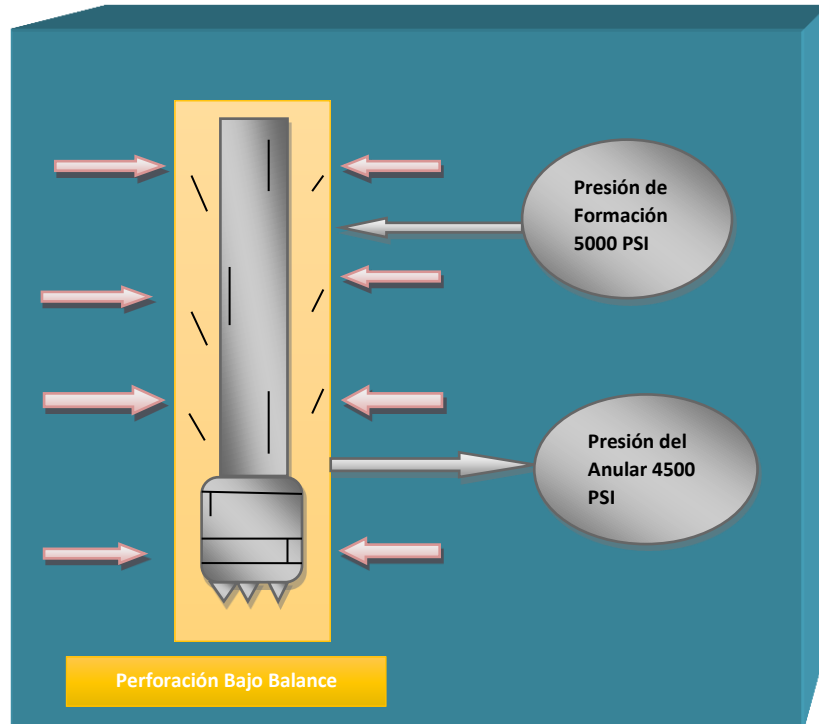 Presión de
Formación
5000 PSI
Presión del
Anular 4500
PSI
Perforación Bajo Balance